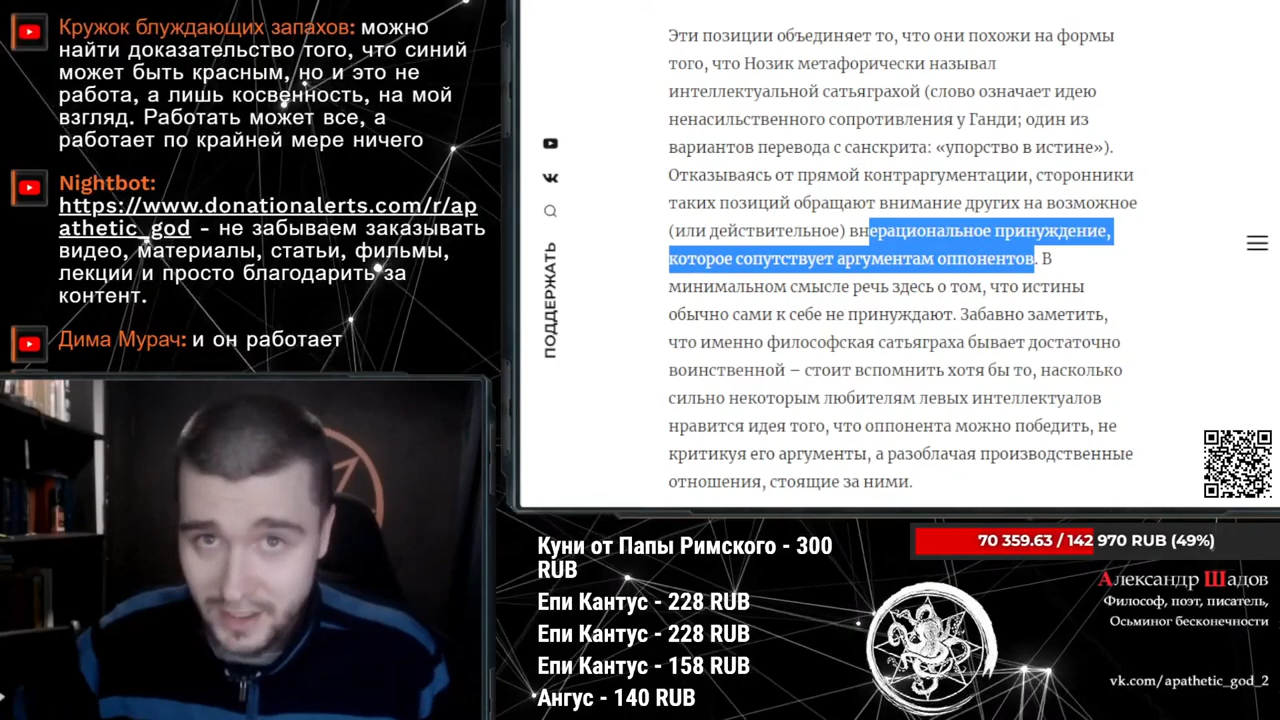 Кружок блуждающих запахов: можно
найти доказательство того, что синий
может быть красным, но и это не
работа, а лишь косвенность, на мой
взгляд. Работать может все, а
работает по крайней мере ничего
Nightbot:
https://www.donationalerts.com/r/ap
athetic_god - не забываем заказывать
видео, материалы, статьи, фильмы,
лекции и просто благодарить за
контент.
Дима Мурач: и он работает
ПОДДЕРЖАТЬ
Эти позиции объединяет то, что они похожи на формы
того, что Нозик метафорически называл
интеллектуальной сатьяграхой (слово означает идею
ненасильственного сопротивления у Ганди; один из
вариантов перевода с санскрита: «упорство в истине»).
Отказываясь от прямой контраргументации, сторонники
таких позиций обращают внимание других на возможное
(или действительное) внерациональное принуждение,
которое сопутствует аргументам оппонентов. В
минимальном смысле речь здесь о том, что истины
обычно сами к себе не принуждают. Забавно заметить,
что именно философская сатьяграха бывает достаточно
воинственной – стоит вспомнить хотя бы то, насколько
сильно некоторым любителям левых интеллектуалов
нравится идея того, что оппонента можно победить, не
критикуя его аргументы, а разоблачая производственные
отношения, стоящие за ними.
Куни от Папы Римского - 300
RUB
Епи Кантус - 228 RUB
Епи Кантус - 228 RUB
Епи Кантус - 158 RUB
Ангус - 140 RUB
70 359.63 / 142 970 RUB (49%)
Александр Шадов
Философ, поэт, писатель,
Осьминог бесконечности
vk.com/apathetic_god_2